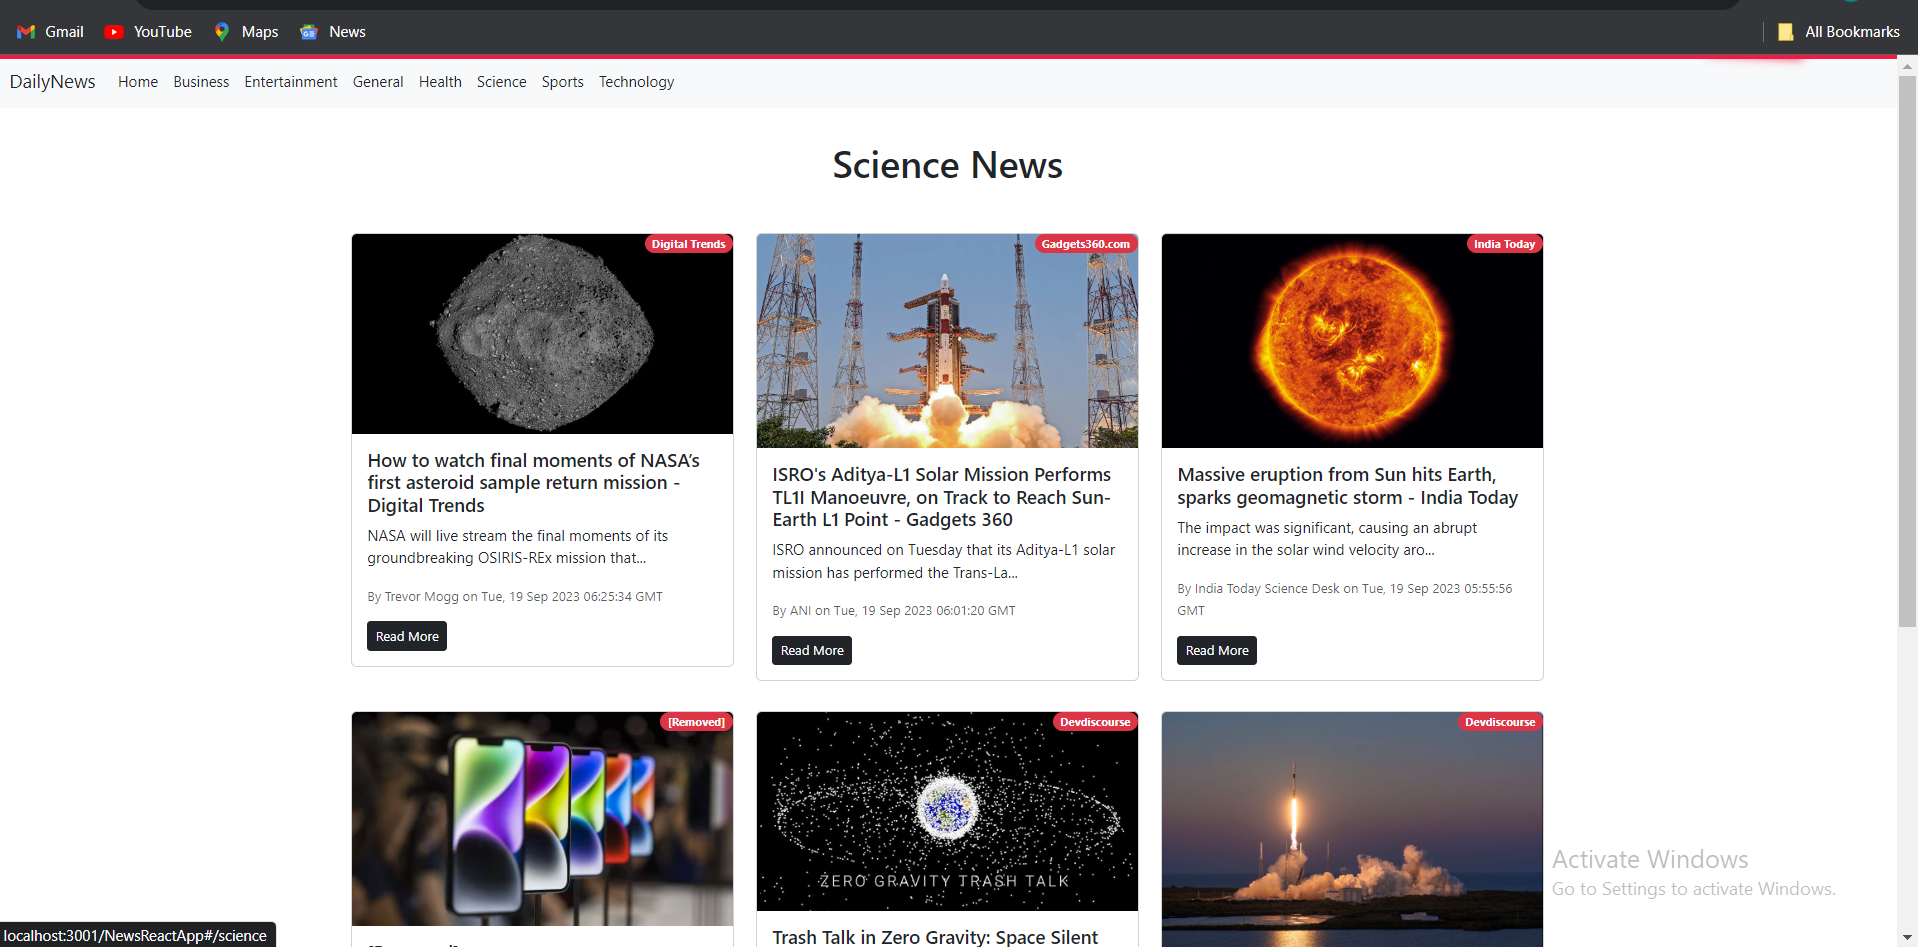 Gmail YouTube Maps News All Bookmarks
DailyNews Home Business Entertainment General Health Science Sports Technology
Science News
Digital Trends
How to watch final moments of NASA’s
first asteroid sample return mission -
Digital Trends
NASA will live stream the final moments of its
groundbreaking OSIRIS-REx mission that...
By Trevor Mogg on Tue, 19 Sep 2023 06:25:34 GMT
Read More
Gadgets360.com
ISRO's Aditya-L1 Solar Mission Performs
TL1I Manoeuvre, on Track to Reach Sun-
Earth L1 Point - Gadgets 360
ISRO announced on Tuesday that its Aditya-L1 solar
mission has performed the Trans-La...
By ANI on Tue, 19 Sep 2023 06:01:20 GMT
Read More
India Today
Massive eruption from Sun hits Earth,
sparks geomagnetic storm - India Today
The impact was significant, causing an abrupt
increase in the solar wind velocity aro...
By India Today Science Desk on Tue, 19 Sep 2023 05:55:56
GMT
Read More
[Removed]
Devdiscourse
ZERO GRAVITY TRASH TALK
Trash Talk in Zero Gravity: Space Silent
Devdiscourse
Activate Windows
Go to Settings to activate Windows.
localhost:3001/NewsReactApp#/science